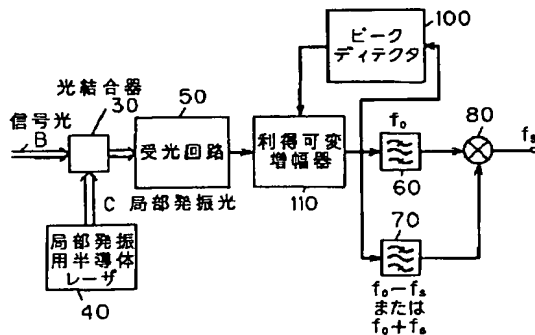 100
ピーク
ディテクタ
光結合器
30
50
信号光
B
受光回路
利得可変
増幅器
110
f₀
60
80
fₛ
C 局部発振光
局部発振
用半導体
レーザ
40
70
f₀−fₛ
または
f₀+fₛ